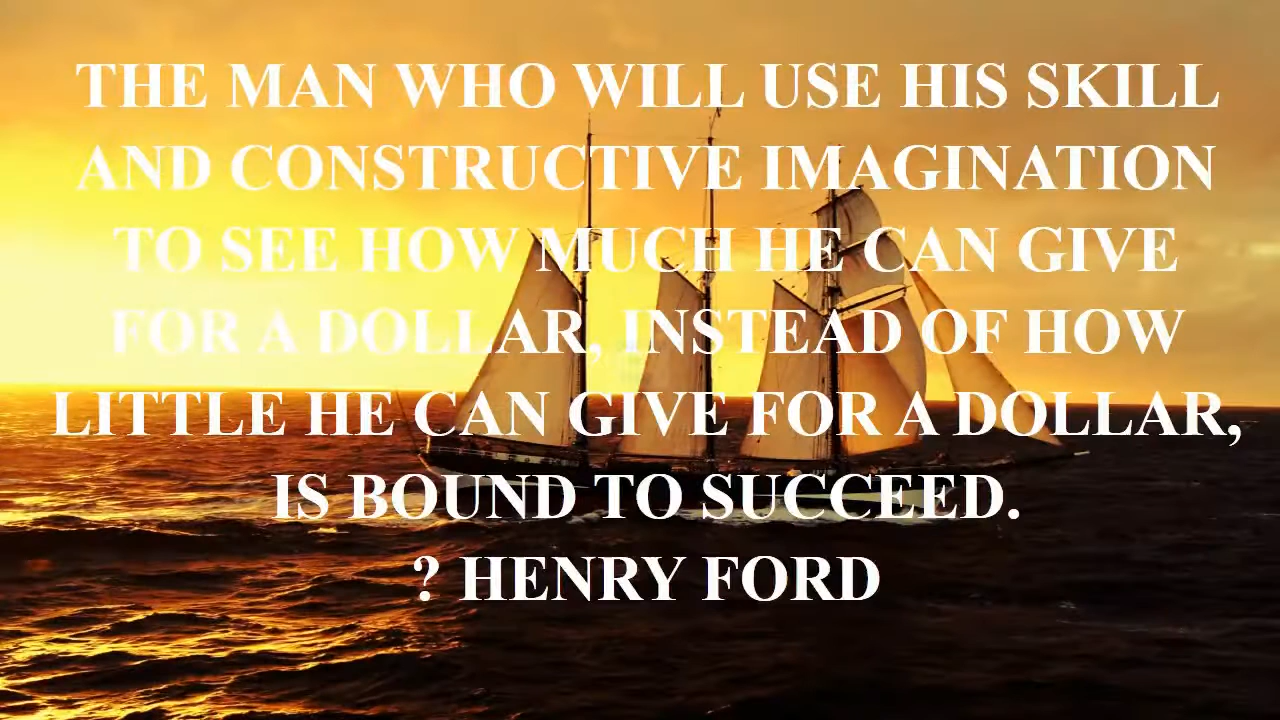 THE MAN WHO WILL USE HIS SKILL
AND CONSTRUCTIVE IMAGINATION
TO SEE HOW MUCH HE CAN GIVE
FOR A DOLLAR, INSTEAD OF HOW
LITTLE HE CAN GIVE FOR A DOLLAR,
IS BOUND TO SUCCEED.
? HENRY FORD